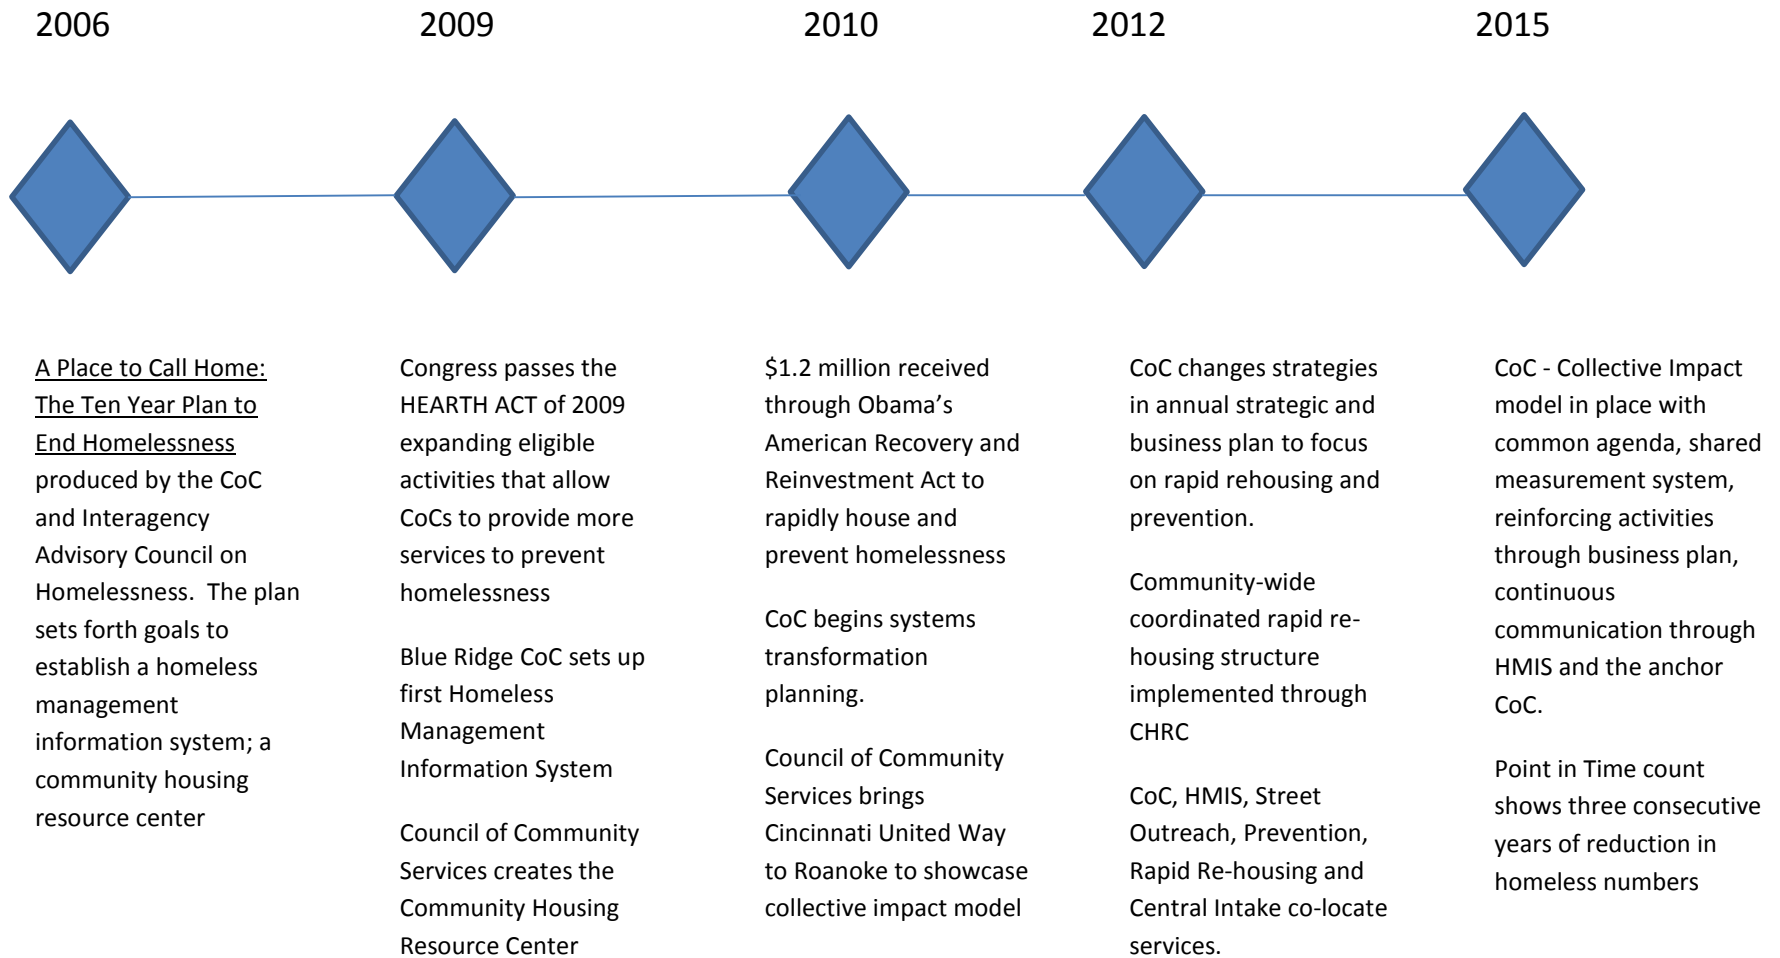 2006
2009
2010
2012
2015
A Place to Call Home:
The Ten Year Plan to
End Homelessness
produced by the CoC
and Interagency
Advisory Council on
Homelessness.  The plan
sets forth goals to
establish a homeless
management
information system; a
community housing
resource center
Congress passes the
HEARTH ACT of 2009
expanding eligible
activities that allow
CoCs to provide more
services to prevent
homelessness
Blue Ridge CoC sets up
first Homeless
Management
Information System
Council of Community
Services creates the
Community Housing
Resource Center
$1.2 million received
through Obama’s
American Recovery and
Reinvestment Act to
rapidly house and
prevent homelessness
CoC begins systems
transformation
planning.
Council of Community
Services brings
Cincinnati United Way
to Roanoke to showcase
collective impact model
CoC changes strategies
in annual strategic and
business plan to focus
on rapid rehousing and
prevention.
Community-wide
coordinated rapid re-
housing structure
implemented through
CHRC
CoC, HMIS, Street
Outreach, Prevention,
Rapid Re-housing and
Central Intake co-locate
services.
CoC - Collective Impact
model in place with
common agenda, shared
measurement system,
reinforcing activities
through business plan,
continuous
communication through
HMIS and the anchor
CoC.
Point in Time count
shows three consecutive
years of reduction in
homeless numbers